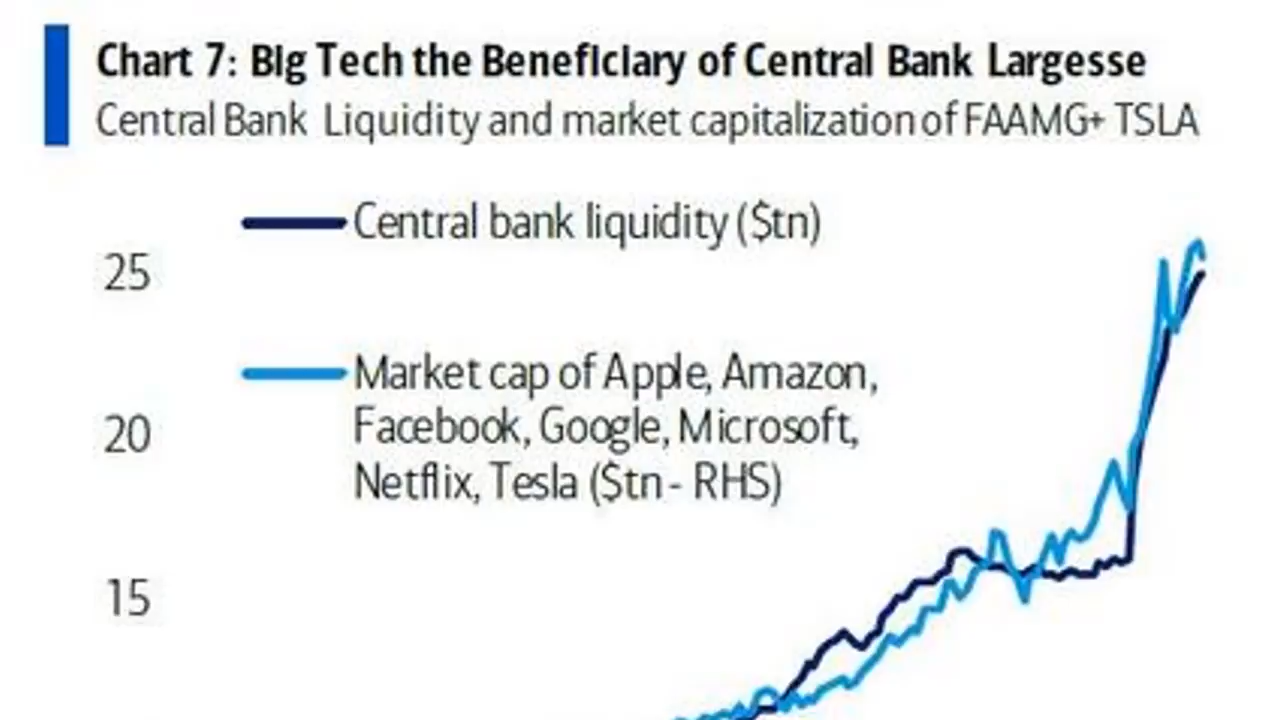 Chart 7: Big Tech the Beneficiary of Central Bank Largesse
Central Bank Liquidity and market capitalization of FAAMG+ TSLA
Central bank liquidity ($tn)
25
Market cap of Apple, Amazon,
Facebook, Google, Microsoft,
Netflix, Tesla ($tn - RHS)
20
15